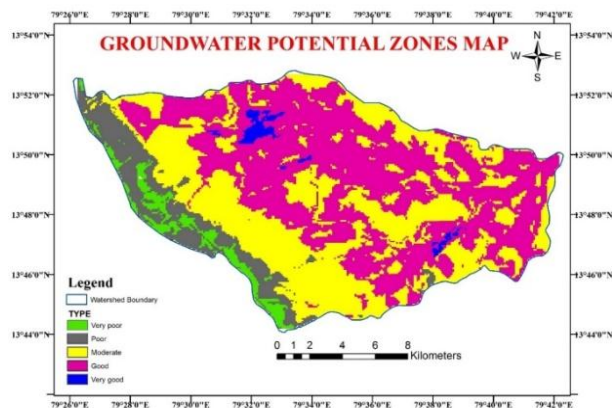 79°26'0"E 79°28'0"E 79°30'0"E 79°32'0"E 79°34'0"E 79°36'0"E 79°38'0"E 79°40'0"E 79°42'0"E
GROUNDWATER POTENTIAL ZONES MAP
N
W E
S
13°54'0"N 13°54'0"N
13°52'0"N 13°52'0"N
13°50'0"N 13°50'0"N
13°48'0"N 13°48'0"N
13°46'0"N 13°46'0"N
13°44'0"N 13°44'0"N
Legend
Watershed Boundary
TYPE
Very poor
Poor
Moderate
Good
Very good
0 1 2 4 6 8
Kilometers
79°26'0"E 79°28'0"E 79°30'0"E 79°32'0"E 79°34'0"E 79°36'0"E 79°38'0"E 79°40'0"E 79°42'0"E